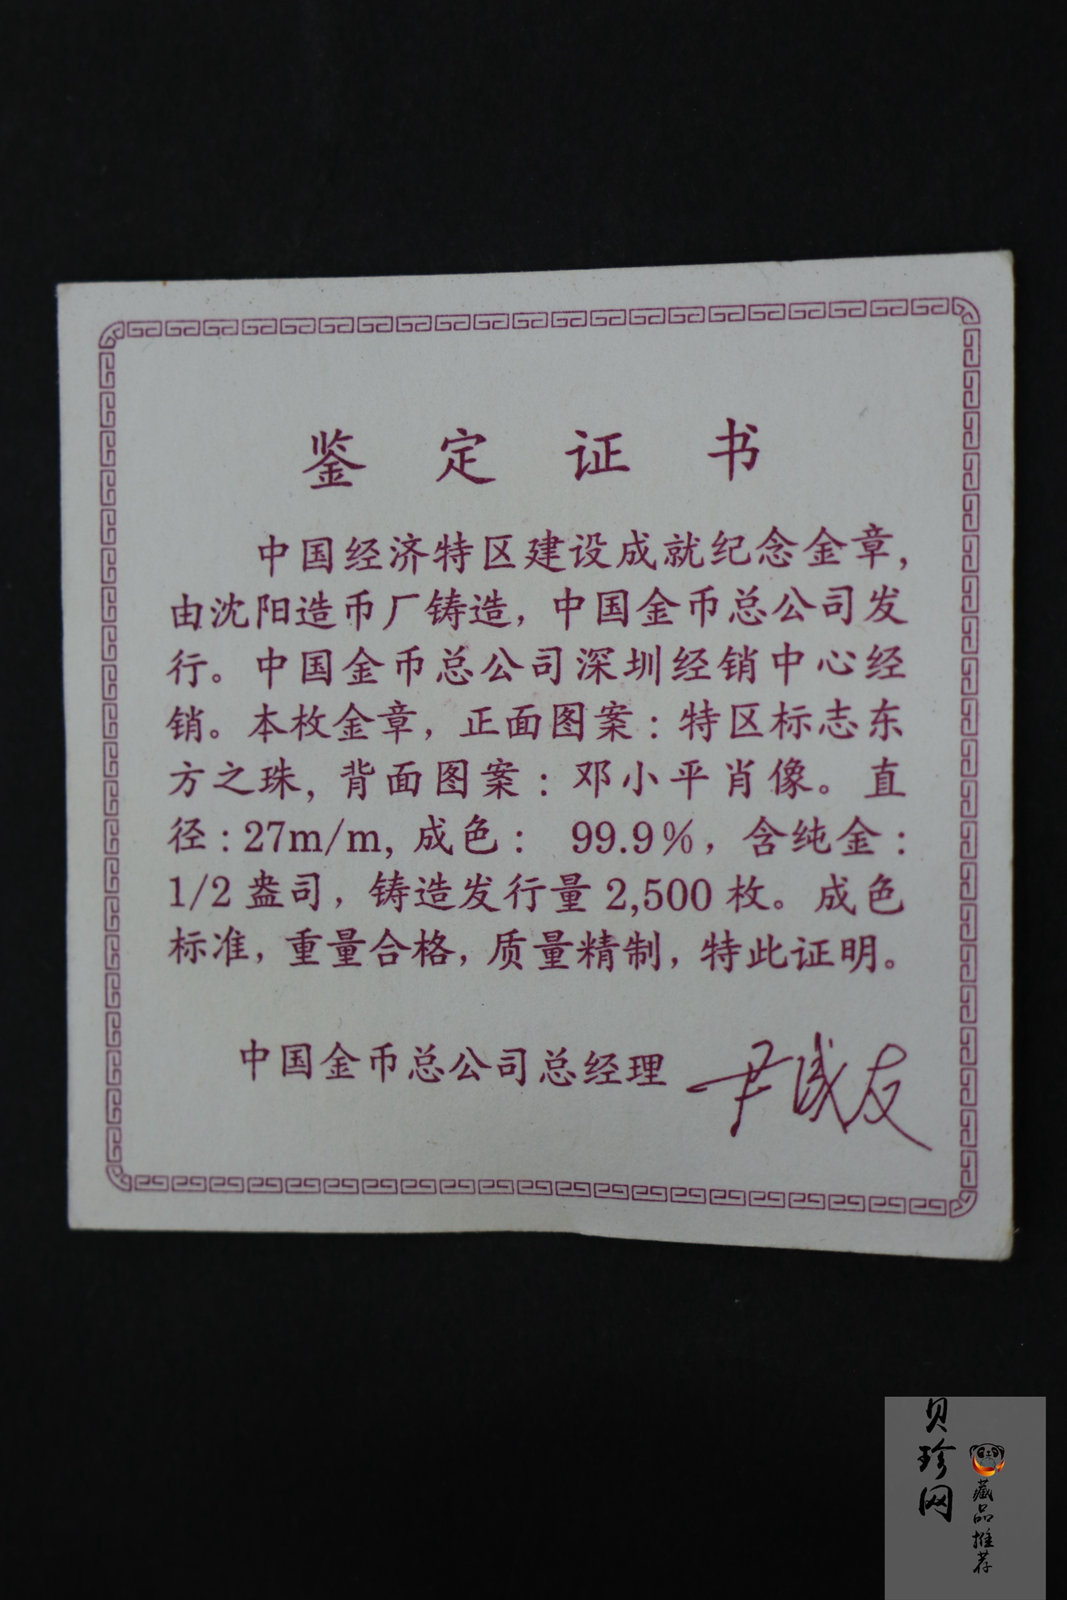 鉴定证书
中国经济特区建设成就纪念金章，
由沈阳造币厂铸造，中国金币总公司发
行。中国金币总公司深圳经销中心经
销。本枚金章，正面图案：特区标志东
方之珠，背面图案：邓小平肖像。直
径：27m/m，成色： 99.9%，含纯金：
1/2 盎司，铸造发行量 2,500 枚。成色
标准，重量合格，质量精制，特此证明。
中国金币总公司总经理 尹成友
贝珍网
藏品推荐